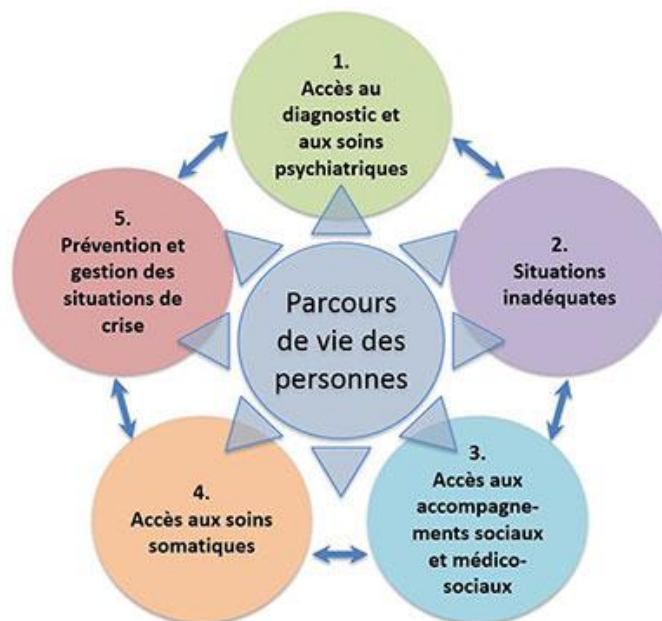 1.
Accès au
diagnostic et
aux soins
psychiatriques
2.
Situations
inadéquates
3.
Accès aux
accompagne-
ments sociaux
et médico-
sociaux
4.
Accès aux soins
somatiques
5.
Prévention et
gestion des
situations de
crise
Parcours
de vie des
personnes